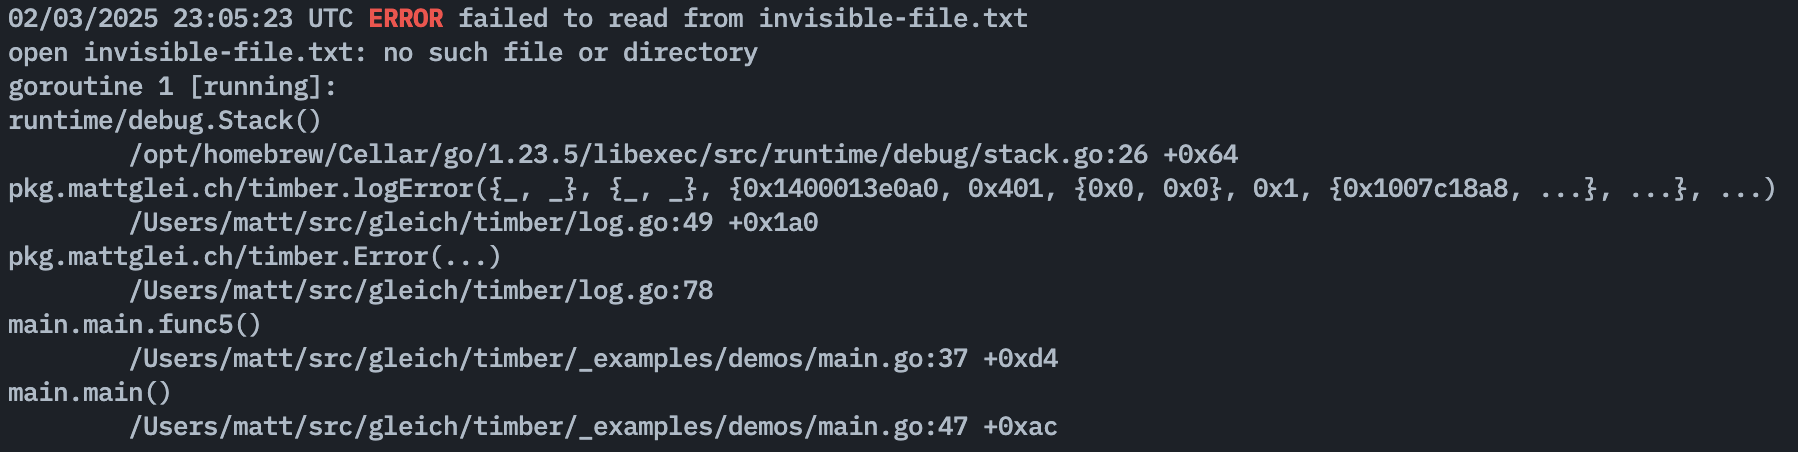 02/03/2025 23:05:23 UTC ERROR failed to read from invisible-file.txt
open invisible-file.txt: no such file or directory
goroutine 1 [running]:
runtime/debug.Stack()
        /opt/homebrew/Cellar/go/1.23.5/libexec/src/runtime/debug/stack.go:26 +0x64
pkg.mattglei.ch/timber.logError({_, _}, {_, _}, {0x1400013e0a0, 0x401, {0x0, 0x0}, 0x1, {0x1007c18a8, ...}, ...}, ...)
        /Users/matt/src/gleich/timber/log.go:49 +0x1a0
pkg.mattglei.ch/timber.Error(...)
        /Users/matt/src/gleich/timber/log.go:78
main.main.func5()
        /Users/matt/src/gleich/timber/_examples/demos/main.go:37 +0xd4
main.main()
        /Users/matt/src/gleich/timber/_examples/demos/main.go:47 +0xac